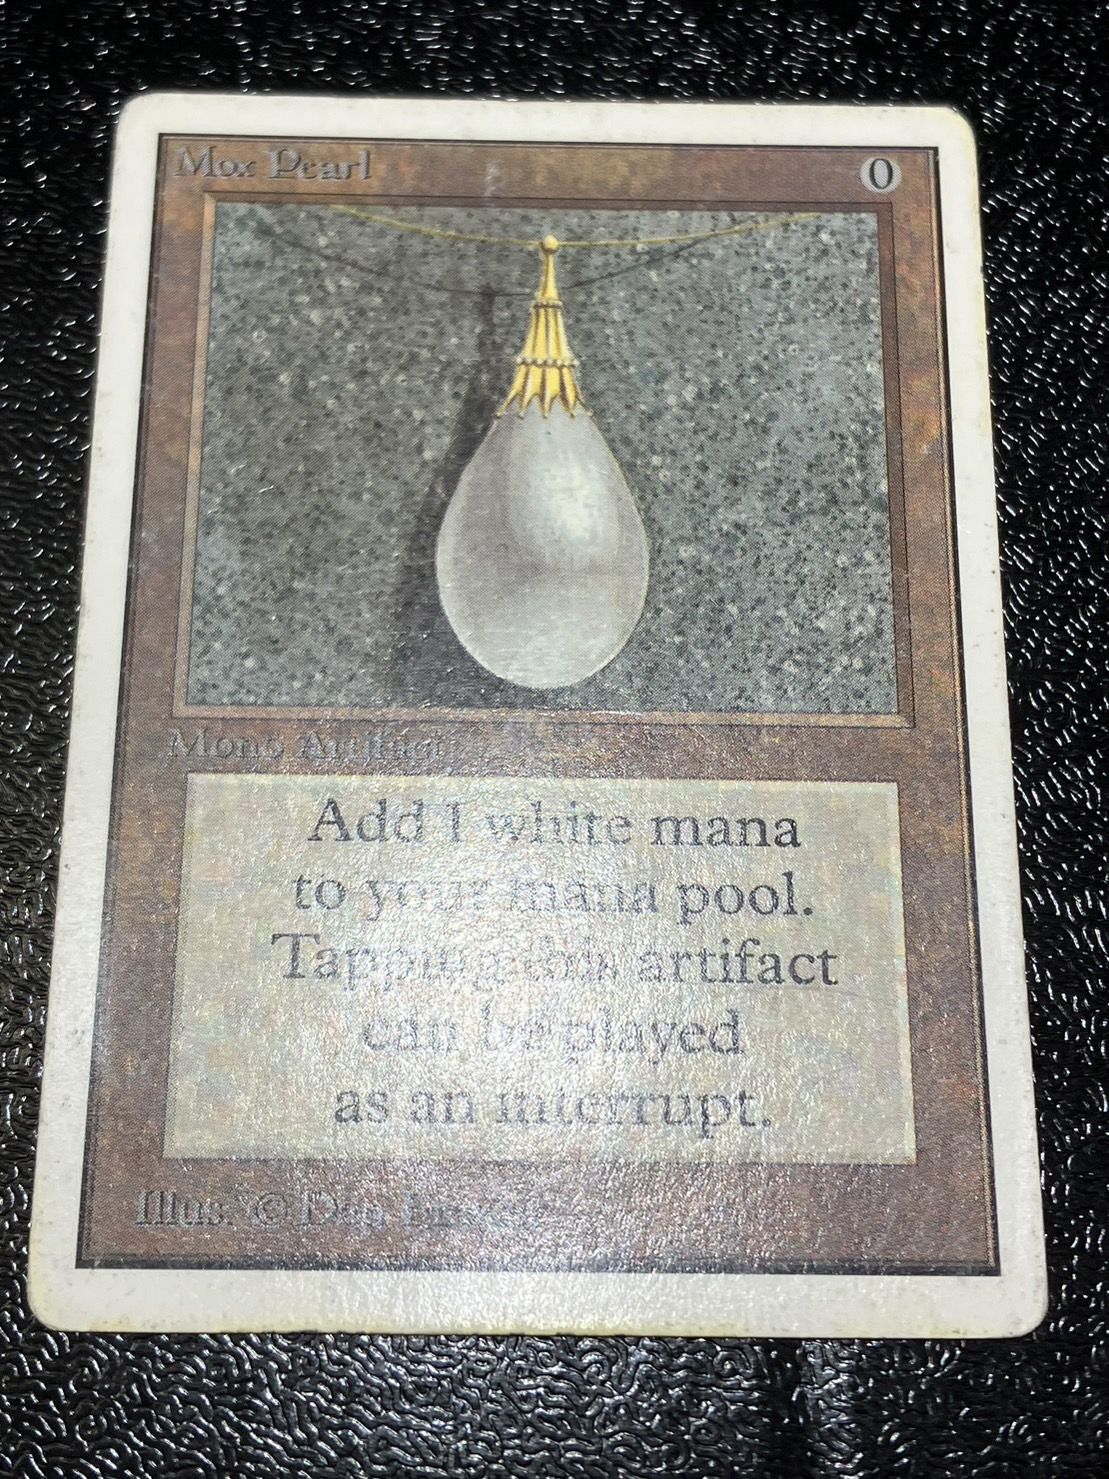 Mox Pearl
0
Mono Artifact
Add 1 white mana
to your mana pool.
Tapping this artifact
can be played
as an interrupt.
Illus. © Dan Frazier